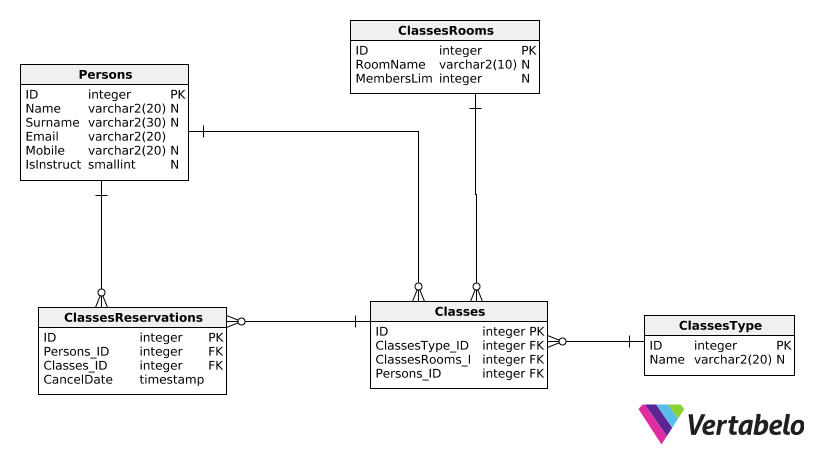 ClassesRooms
ID integer PK
RoomName varchar2(10) N
MembersLim integer N
Persons
ID integer PK
Name varchar2(20) N
Surname varchar2(30) N
Email varchar2(20)
Mobile varchar2(20) N
IsInstruct smallint N
ClassesReservations
ID integer PK
Persons_ID integer FK
Classes_ID integer FK
CancelDate timestamp
Classes
ID integer PK
ClassesType_ID integer FK
ClassesRooms_I integer FK
Persons_ID integer FK
ClassesType
ID integer PK
Name varchar2(20) N
Vertabelo